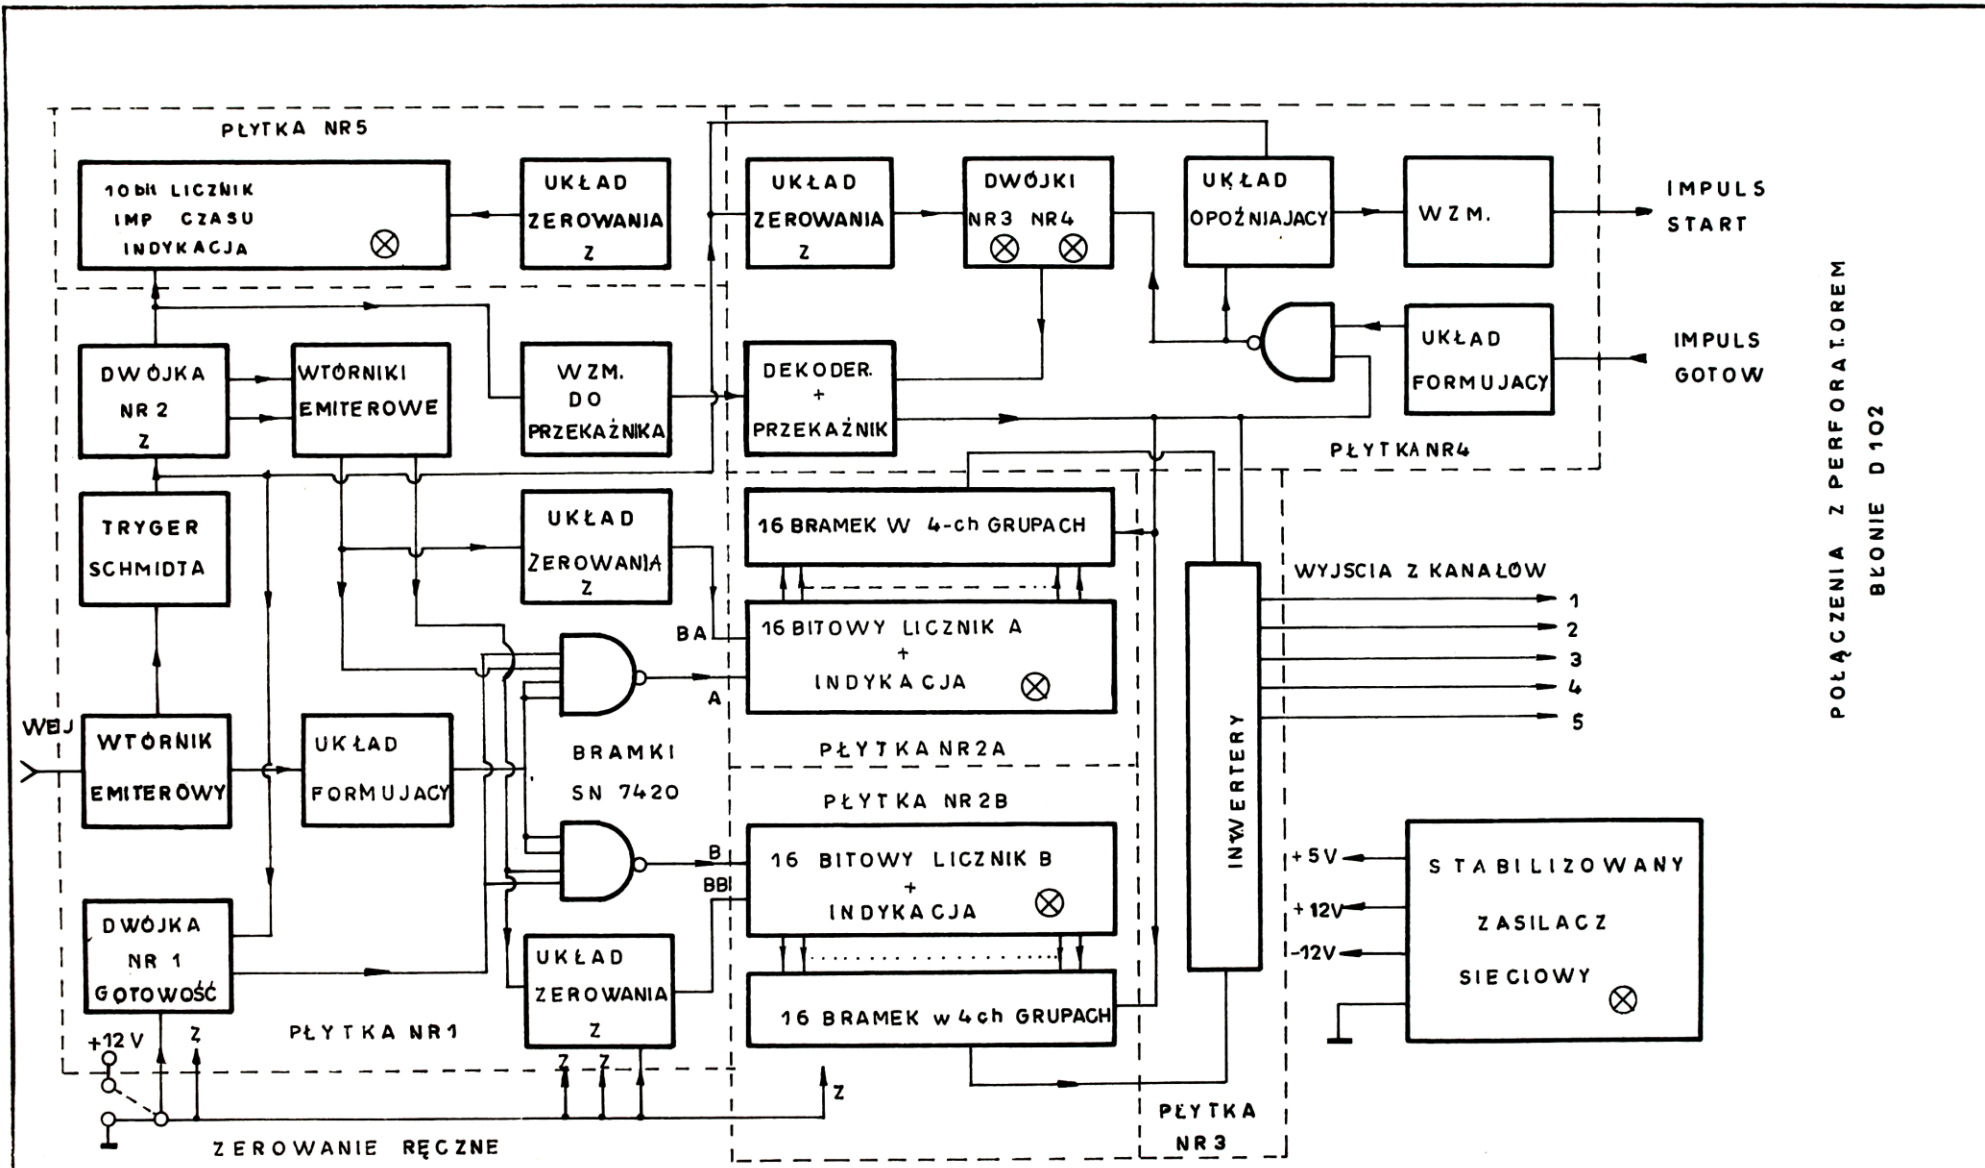 PŁYTKA NR5
10 bit LICZNIK
IMP CZASU
INDYKACJA
UKŁAD
ZEROWANIA
Z
UKŁAD
ZEROWANIA
Z
DWÓJKI
NR3 NR4
UKŁAD
OPOŹNIAJACY
WZM.
IMPULS
START
DWÓJKA
NR 2
Z
WTÓRNIKI
EMITEROWE
WZM.
DO
PRZEKAŹNIKA
DEKODER.
+
PRZEKAŹNIK
UKŁAD
FORMUJACY
IMPULS
GOTOW
PŁYTKA NR4
TRYGER
SCHMIDTA
UKŁAD
ZEROWANIA
Z
16 BRAMEK W 4-ch GRUPACH
BA
A
16 BITOWY LICZNIK A
+
INDYKACJA
PŁYTKA NR2A
WEJ
WTÓRNIK
EMITEROWY
UKŁAD
FORMUJACY
BRAMKI
SN 7420
PŁYTKA NR2B
B
BB
16 BITOWY LICZNIK B
+
INDYKACJA
DWÓJKA
NR 1
GOTOWOŚĆ
UKŁAD
ZEROWANIA
Z
16 BRAMEK w 4ch GRUPACH
PŁYTKA NR1
+12 V
Z
Z
Z
Z
ZEROWANIE RĘCZNE
INWERTERY
PŁYTKA
NR3
WYJSCIA Z KANAŁÓW
1
2
3
4
5
+5V
+12V
-12V
STABILIZOWANY
ZASILACZ
SIECIOWY
POŁĄCZENIA Z PERFORATOREM
BŁONIE D102